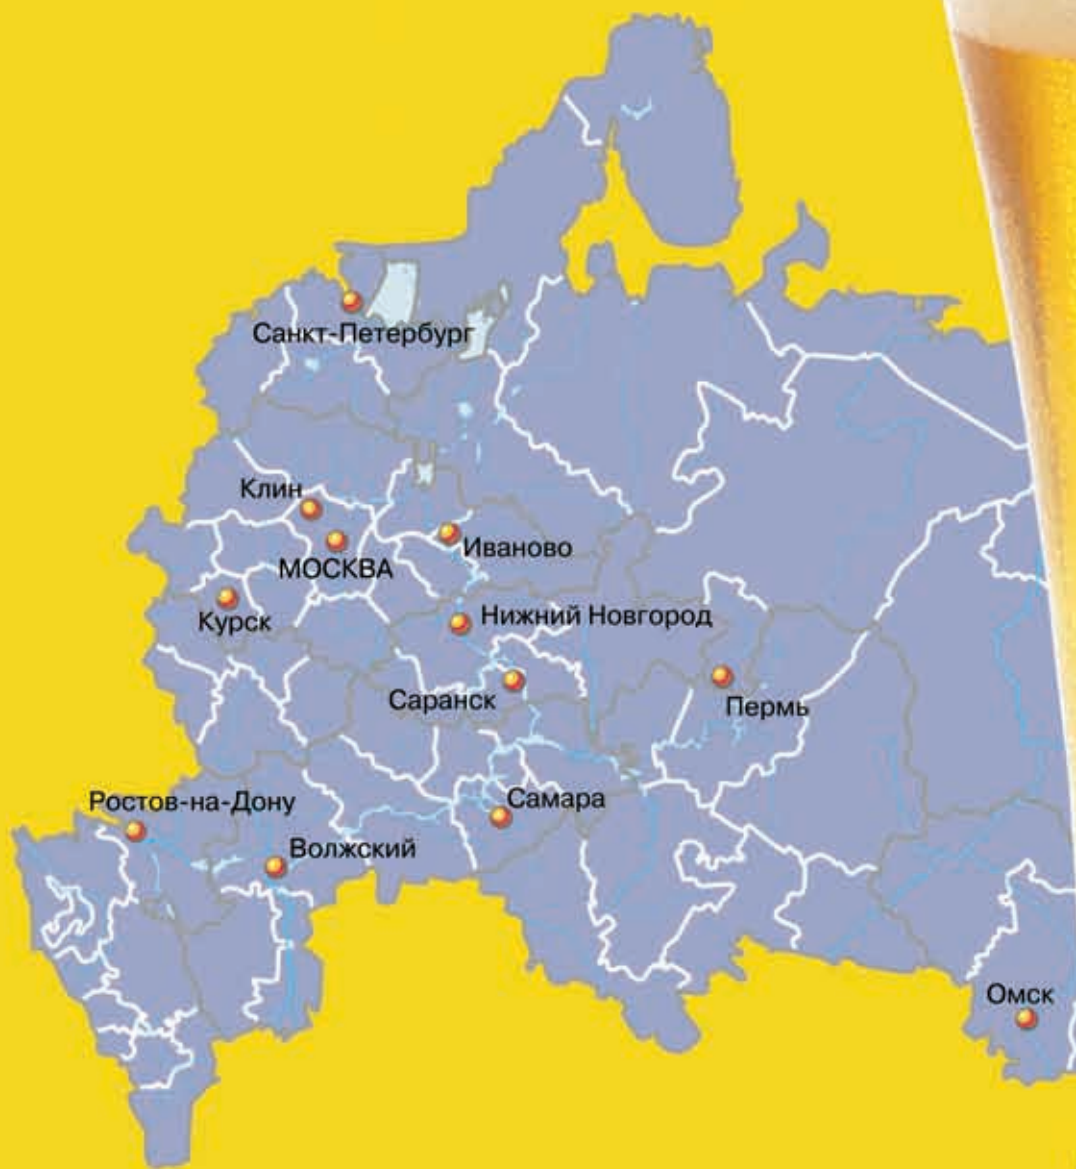 Санкт-Петербург
Клин
Иваново
МОСКВА
Нижний Новгород
Курск
Саранск
Пермь
Ростов-на-Дону
Самара
Волжский
Омск